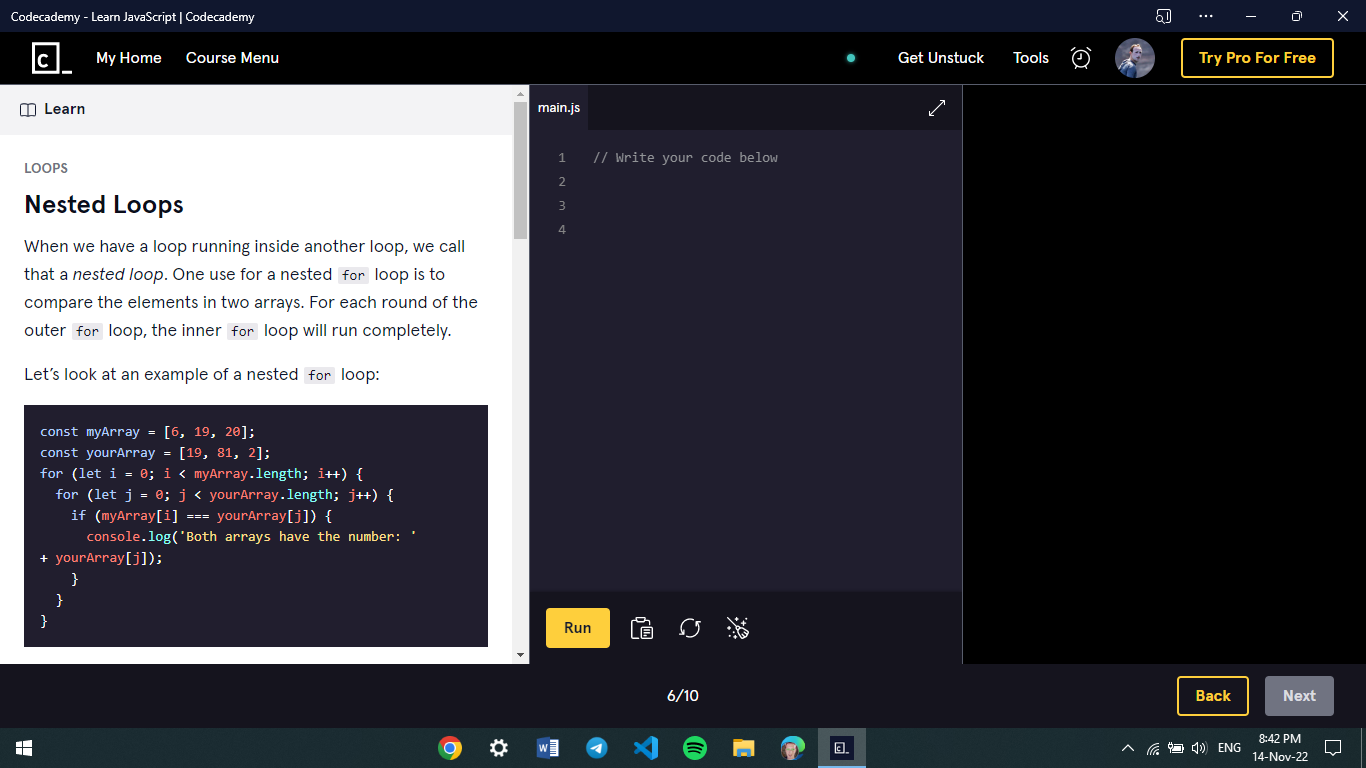 Codecademy - Learn JavaScript | Codecademy
My Home Course Menu Get Unstuck Tools Try Pro For Free
Learn
LOOPS
Nested Loops
When we have a loop running inside another loop, we call
that a nested loop. One use for a nested for loop is to
compare the elements in two arrays. For each round of the
outer for loop, the inner for loop will run completely.
Let’s look at an example of a nested for loop:
const myArray = [6, 19, 20];
const yourArray = [19, 81, 2];
for (let i = 0; i < myArray.length; i++) {
  for (let j = 0; j < yourArray.length; j++) {
    if (myArray[i] === yourArray[j]) {
      console.log('Both arrays have the number: '
+ yourArray[j]);
    }
  }
}
main.js
1 // Write your code below
2
3
4
Run
6/10
Back Next
ENG
8:42 PM
14-Nov-22